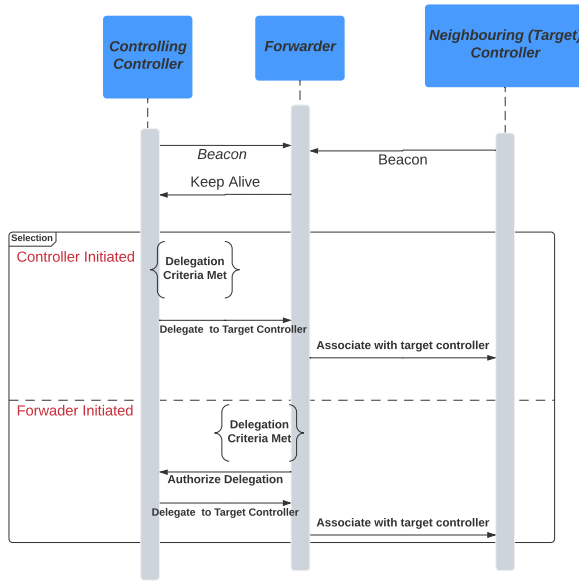 Controlling
Controller
Forwarder
Neighbouring (Target)
Controller
Beacon
Beacon
Keep Alive
Selection
Controller Initiated
Delegation
Criteria Met
Delegate to Target Controller
Associate with target controller
Forwader Initiated
Delegation
Criteria Met
Authorize Delegation
Delegate to Target Controller
Associate with target controller